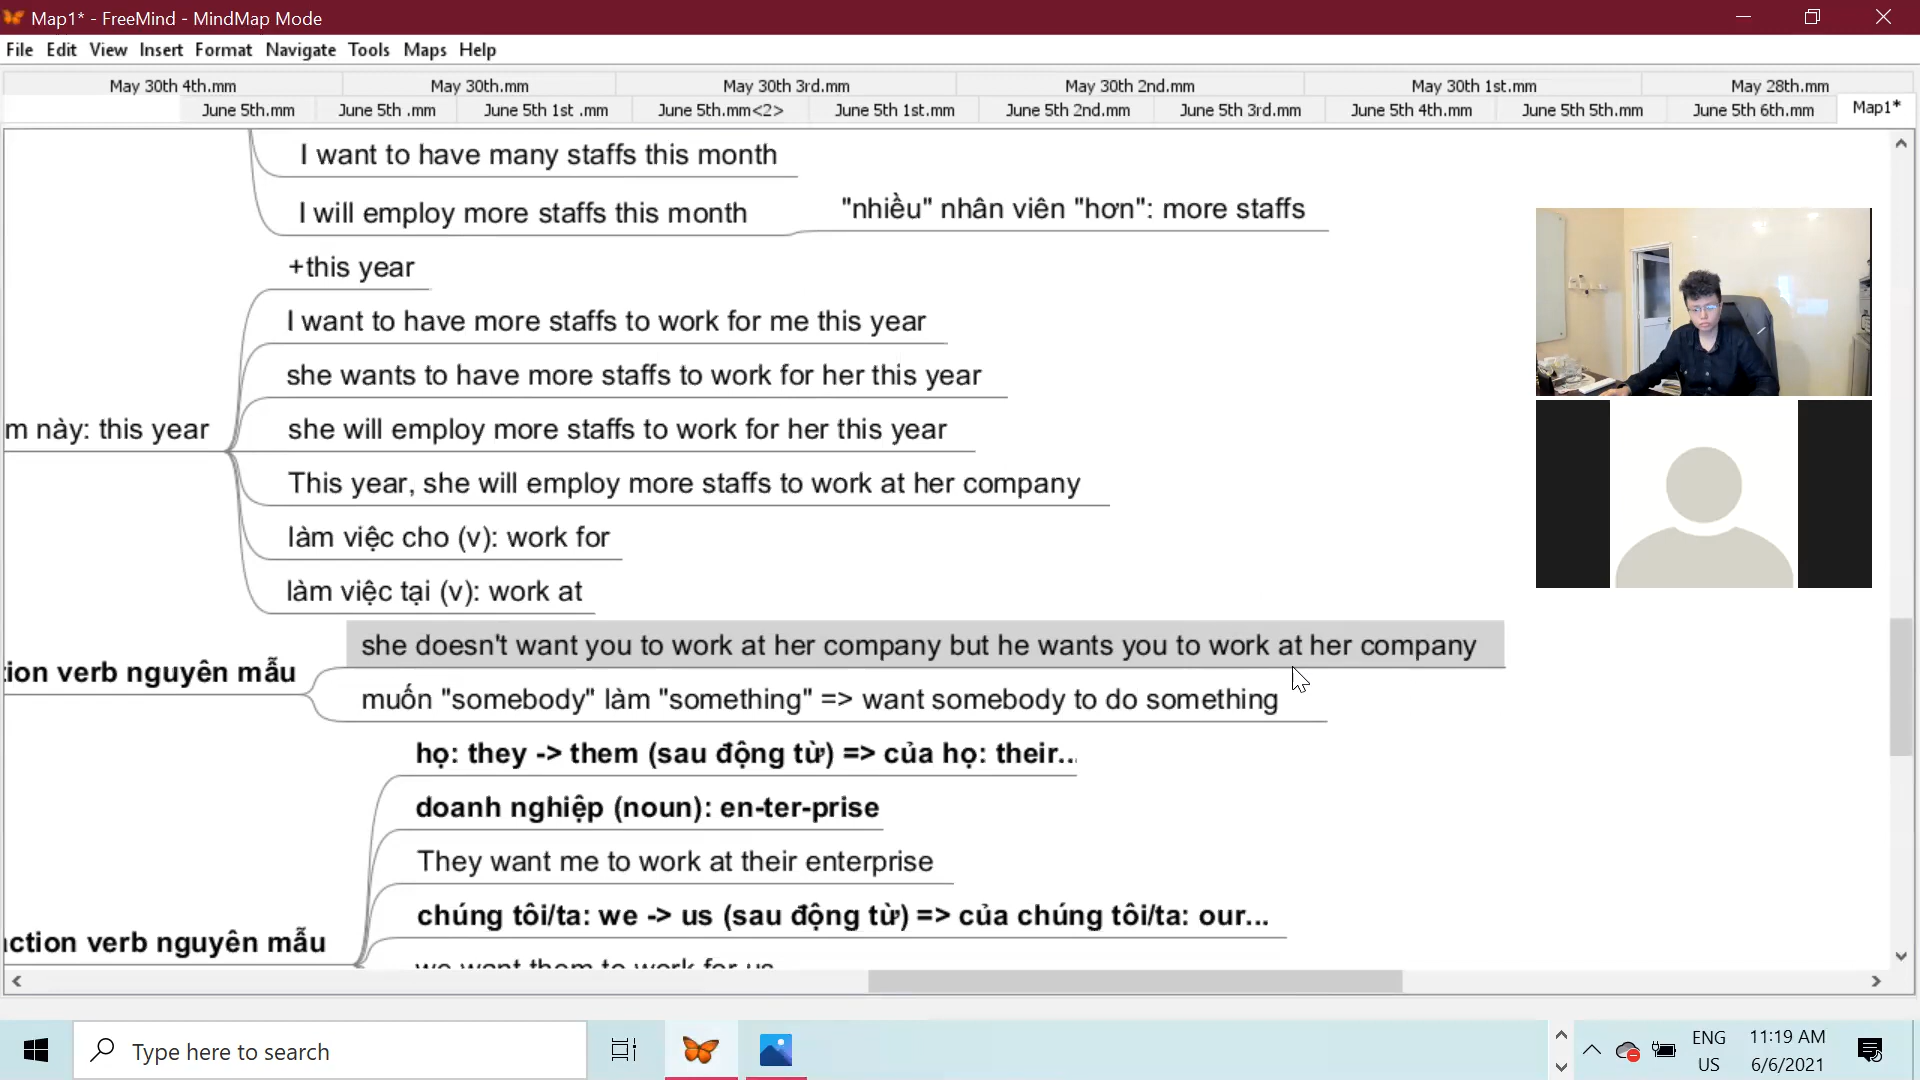 Map1* - FreeMind - MindMap Mode
File Edit View Insert Format Navigate Tools Maps Help
May 30th 4th.mm May 30th.mm May 30th 3rd.mm May 30th 2nd.mm May 30th 1st.mm May 28th.mm
June 5th.mm June 5th .mm June 5th 1st .mm June 5th.mm<2> June 5th 1st.mm June 5th 2nd.mm June 5th 3rd.mm June 5th 4th.mm June 5th 5th.mm June 5th 6th.mm Map1*
I want to have many staffs this month
I will employ more staffs this month
"nhiều" nhân viên "hơn": more staffs
+this year
I want to have more staffs to work for me this year
she wants to have more staffs to work for her this year
m này: this year
she will employ more staffs to work for her this year
This year, she will employ more staffs to work at her company
làm việc cho (v): work for
làm việc tại (v): work at
she doesn't want you to work at her company but he wants you to work at her company
tion verb nguyên mẫu
muốn "somebody" làm "something" => want somebody to do something
họ: they -> them (sau động từ) => của họ: their...
doanh nghiệp (noun): en-ter-prise
They want me to work at their enterprise
chúng tôi/ta: we -> us (sau động từ) => của chúng tôi/ta: our...
action verb nguyên mẫu
we want them to work for us
Type here to search
ENG
US
11:19 AM
6/6/2021